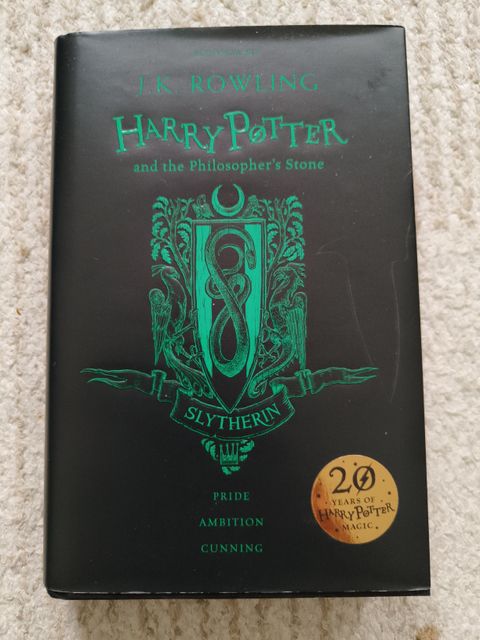 J.K. ROWLING
HARRY POTTER
and the Philosopher's Stone
SLYTHERIN
PRIDE
AMBITION
CUNNING
20
YEARS OF
HARRY POTTER
MAGIC